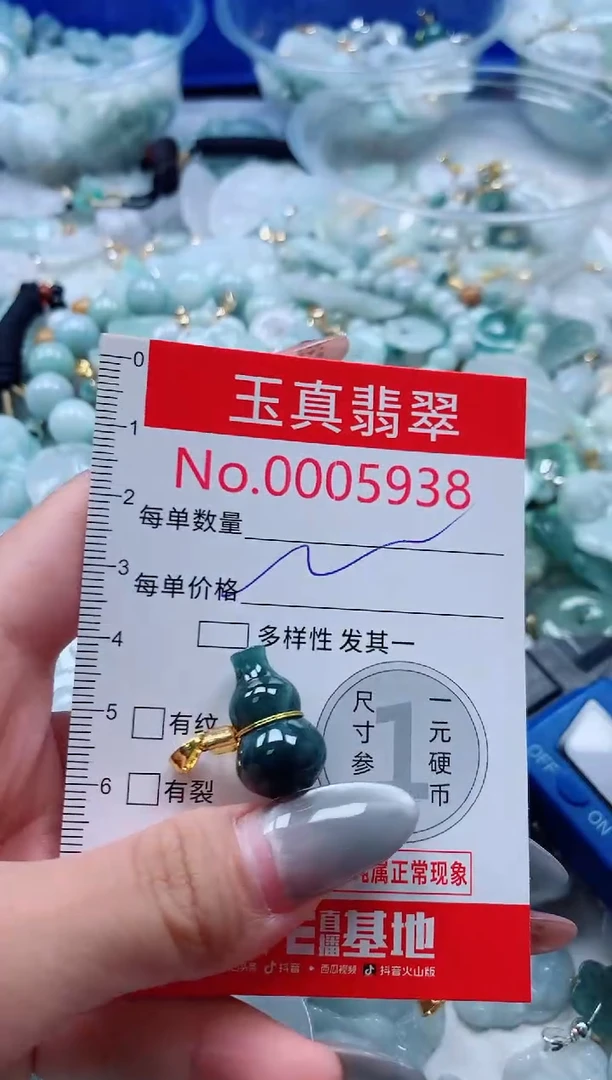 玉真翡翠
No.0005938
0
1
2
3
4
5
6
每单数量
每单价格
多样性 发其一
有纹
有裂
尺寸参
1
一元硬币
属正常现象
直播基地
抖音 西瓜视频 抖音火山版
OFF
ON